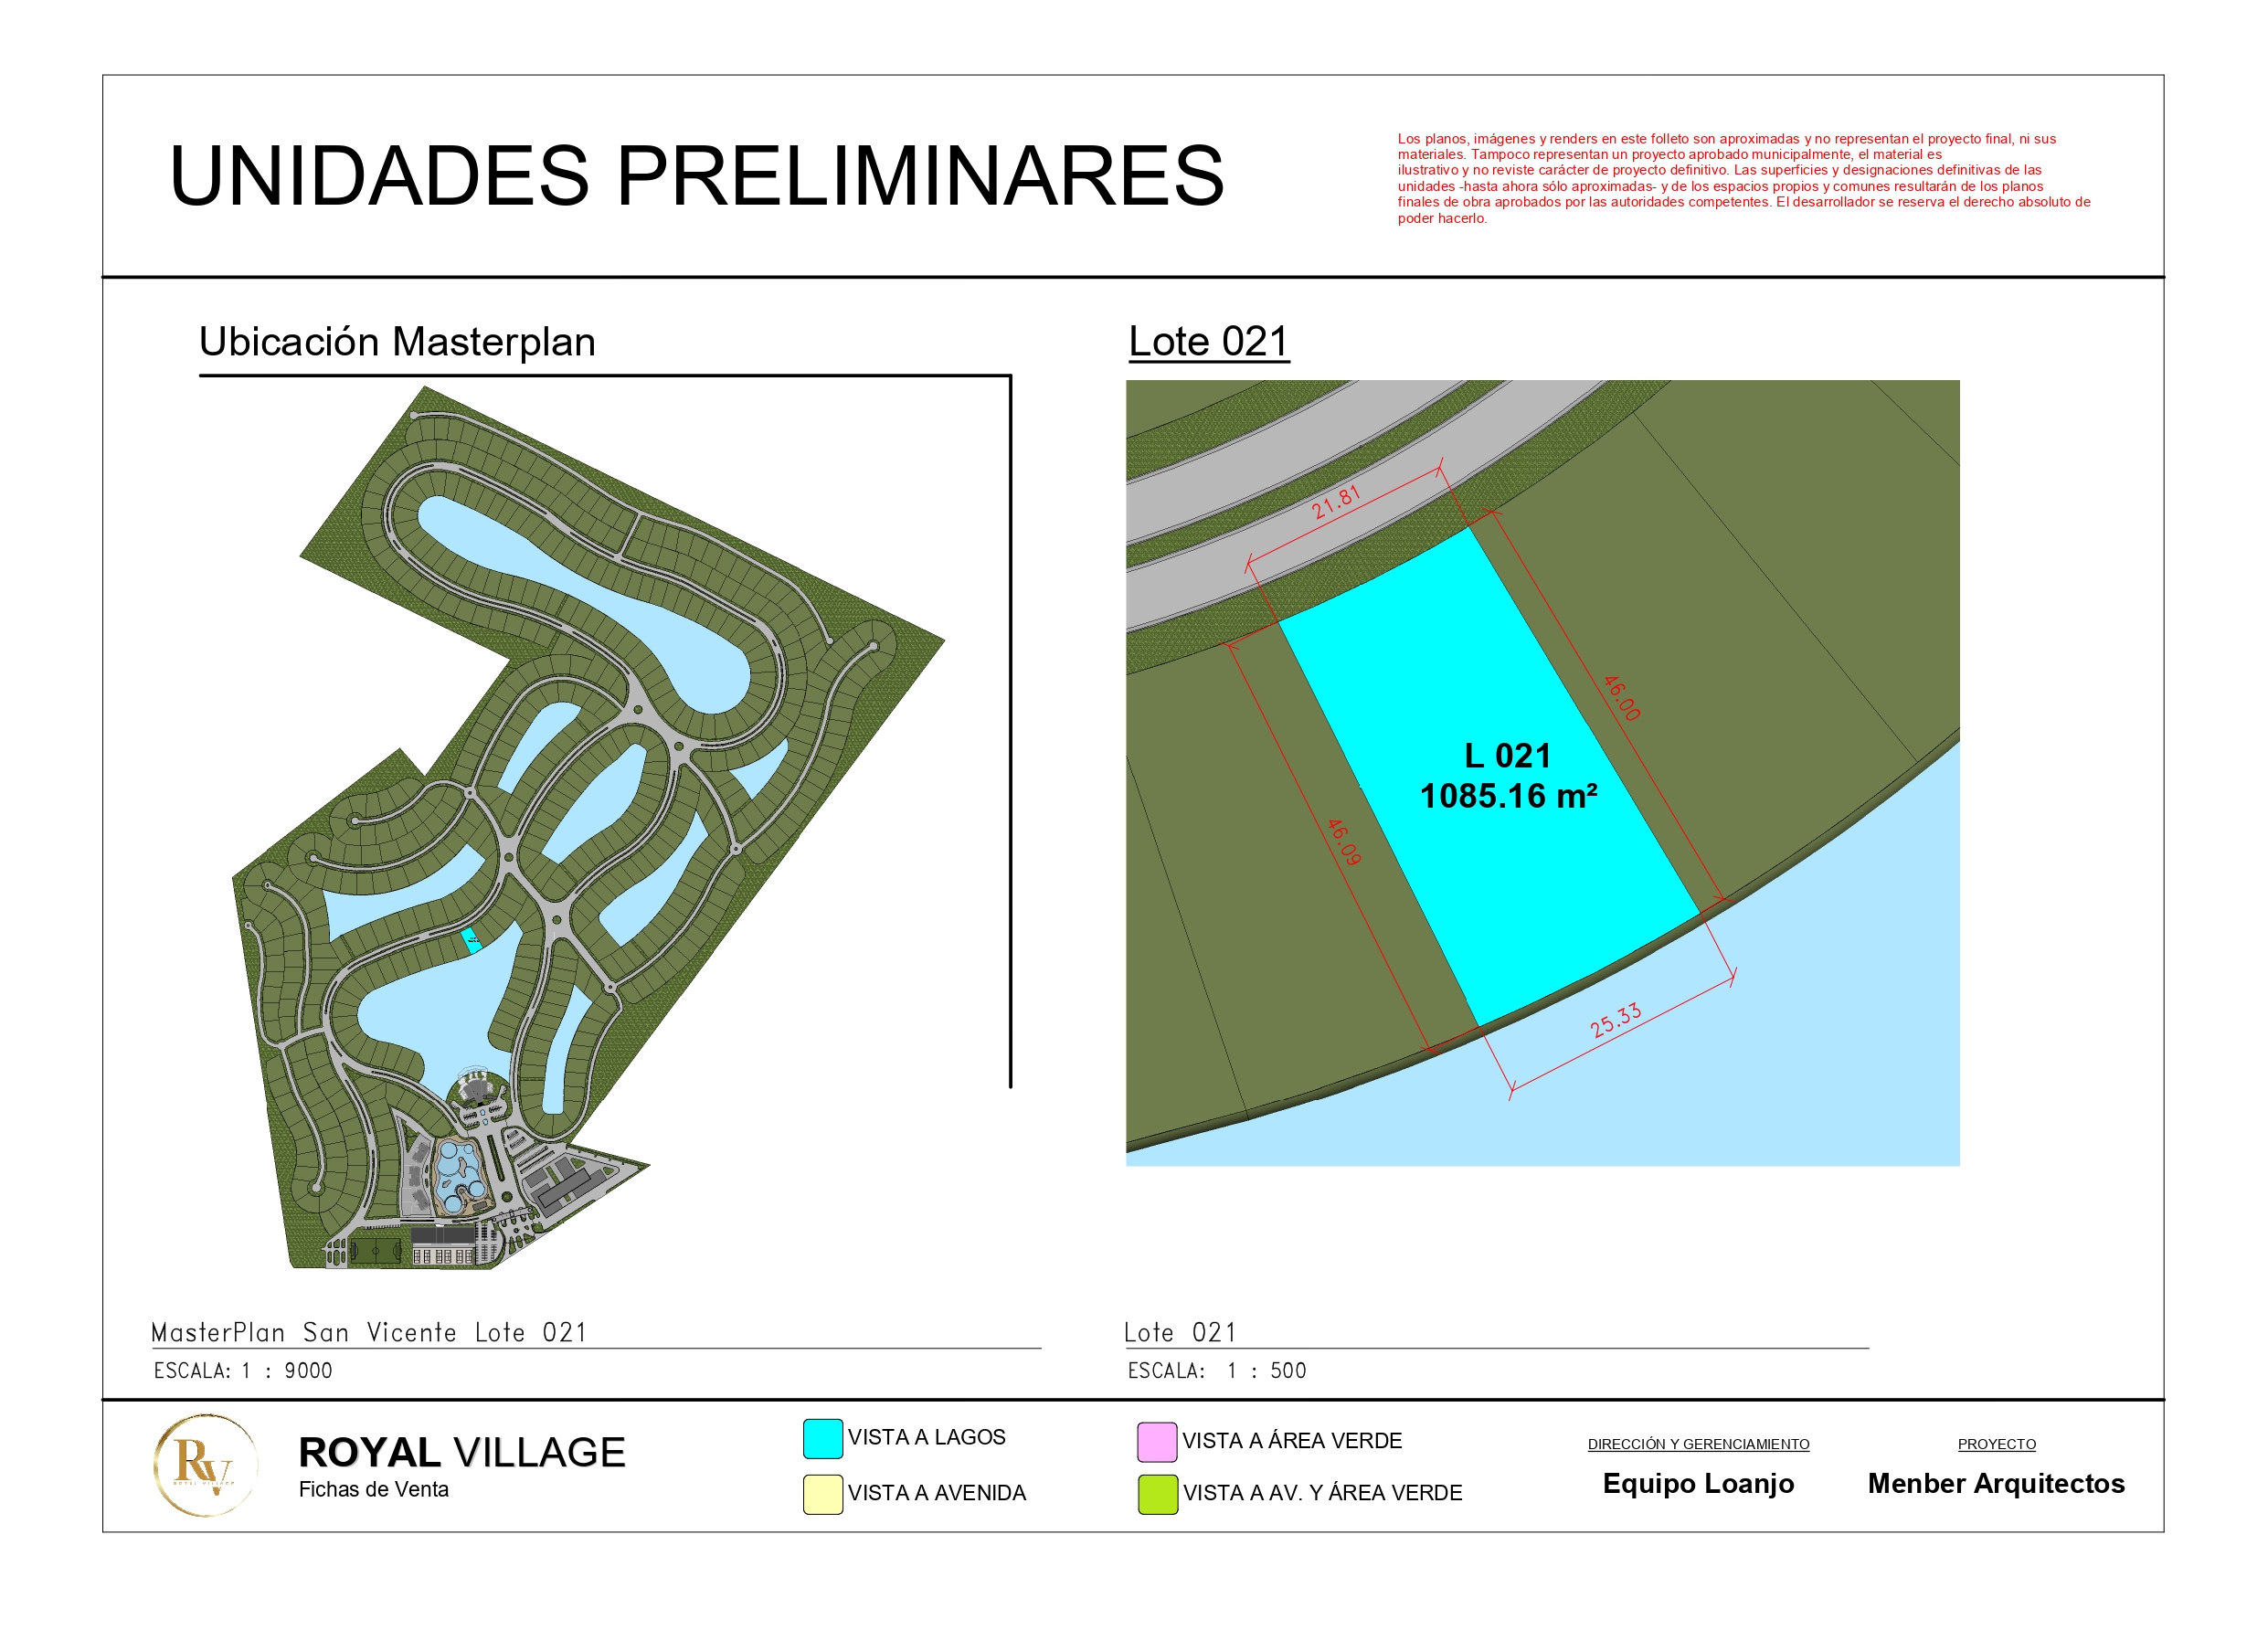 UNIDADES PRELIMINARES
Los planos, imágenes y renders en este folleto son aproximadas y no representan el proyecto final, ni sus
materiales. Tampoco representan un proyecto aprobado municipalmente, el material es
ilustrativo y no reviste carácter de proyecto definitivo. Las superficies y designaciones definitivas de las
unidades -hasta ahora sólo aproximadas- y de los espacios propios y comunes resultarán de los planos
finales de obra aprobados por las autoridades competentes. El desarrollador se reserva el derecho absoluto de
poder hacerlo.
Ubicación Masterplan
Lote 021
21.81
46.00
L 021
1085.16 m²
46.09
25.33
MasterPlan San Vicente Lote 021
ESCALA: 1 : 9000
Lote 021
ESCALA: 1 : 500
RV
ROYAL VILLAGE
ROYAL VILLAGE
Fichas de Venta
VISTA A LAGOS
VISTA A AVENIDA
VISTA A ÁREA VERDE
VISTA A AV. Y ÁREA VERDE
DIRECCIÓN Y GERENCIAMIENTO
Equipo Loanjo
PROYECTO
Menber Arquitectos